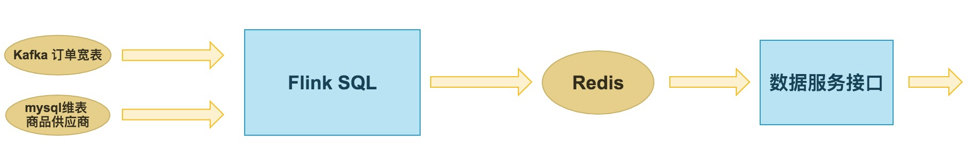 Kafka 订单宽表
mysql维表
商品供应商
Flink SQL
Redis
数据服务接口